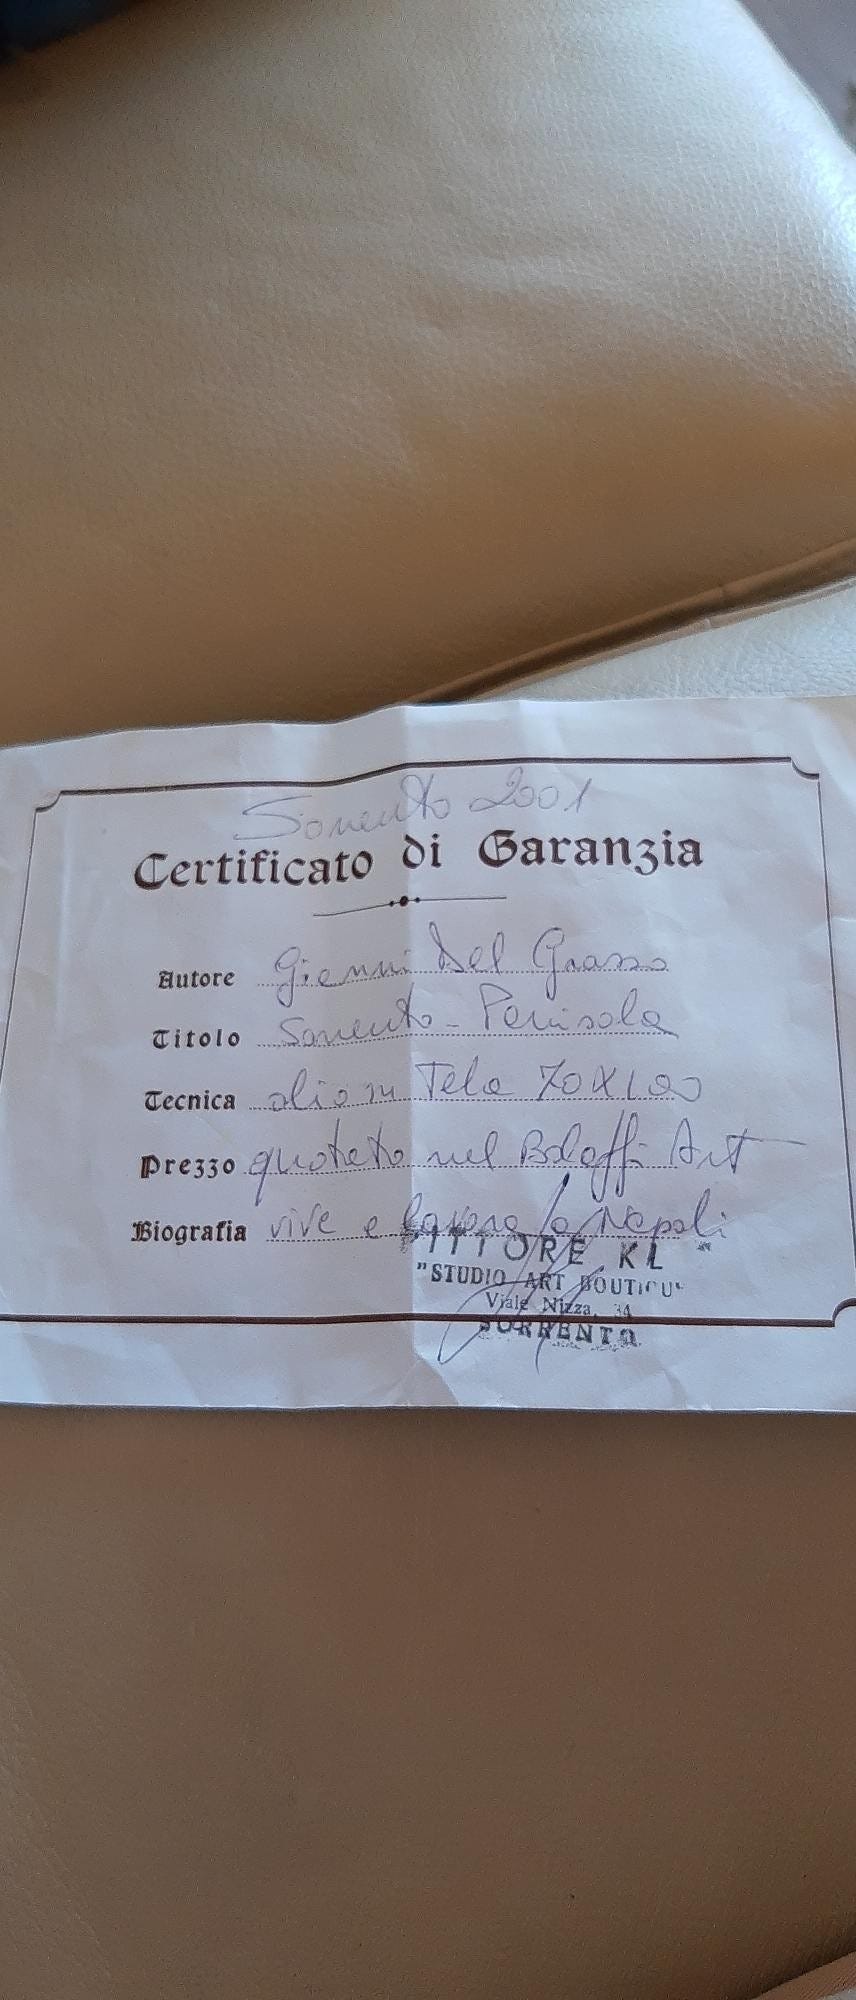 Sorrento 2001
Certificato di Garanzia
Autore Gianni Del Grasso
Titolo Sorrento - Penisola
Tecnica olio su Tela 70X100
Prezzo quotato nel Bolaffi Art
Biografia vive e lavora a Napoli
KL "
"STUDIO ART BOUTIQU"
Viale Nizza, 34
SORRENTO